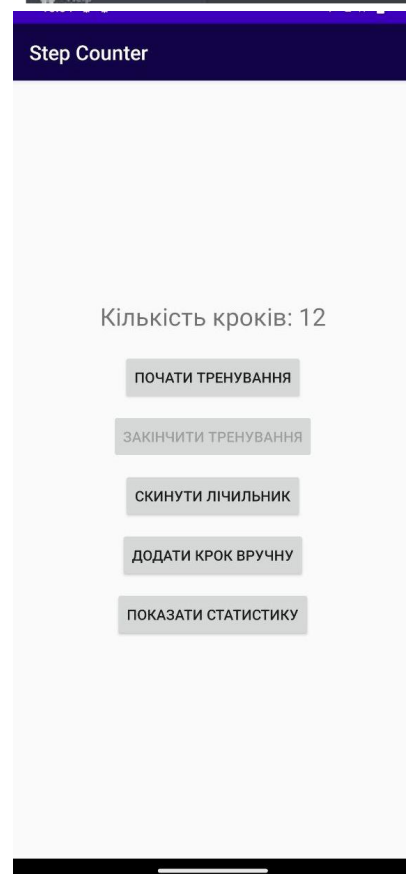 Step Counter
Кількість кроків: 12
ПОЧАТИ ТРЕНУВАННЯ
ЗАКІНЧИТИ ТРЕНУВАННЯ
СКИНУТИ ЛІЧИЛЬНИК
ДОДАТИ КРОК ВРУЧНУ
ПОКАЗАТИ СТАТИСТИКУ